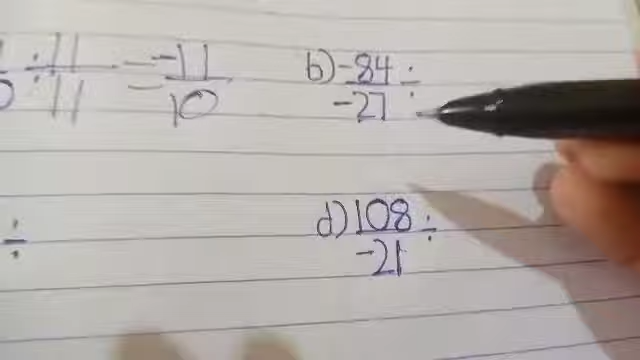 ÷ 11 / 11 = -11 / 10
b) -84 / -27 ÷
÷
d) 108 / -21 ÷